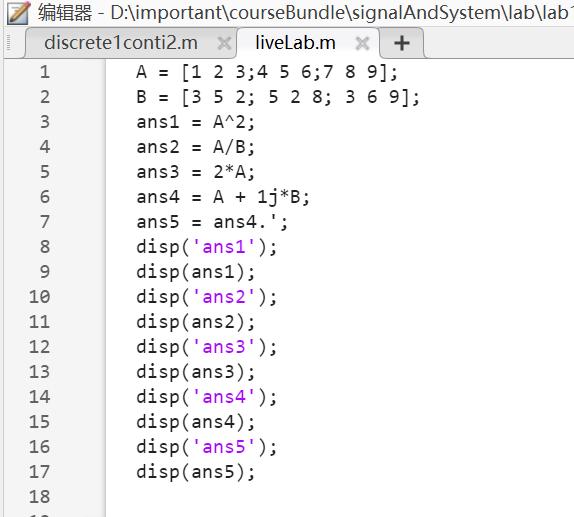 编辑器 - D:\important\courseBundle\signalAndSystem\lab\lab1
discrete1conti2.m
liveLab.m
1 A = [1 2 3;4 5 6;7 8 9];
2 B = [3 5 2; 5 2 8; 3 6 9];
3 ans1 = A^2;
4 ans2 = A/B;
5 ans3 = 2*A;
6 ans4 = A + 1j*B;
7 ans5 = ans4.';
8 disp('ans1');
9 disp(ans1);
10 disp('ans2');
11 disp(ans2);
12 disp('ans3');
13 disp(ans3);
14 disp('ans4');
15 disp(ans4);
16 disp('ans5');
17 disp(ans5);
18